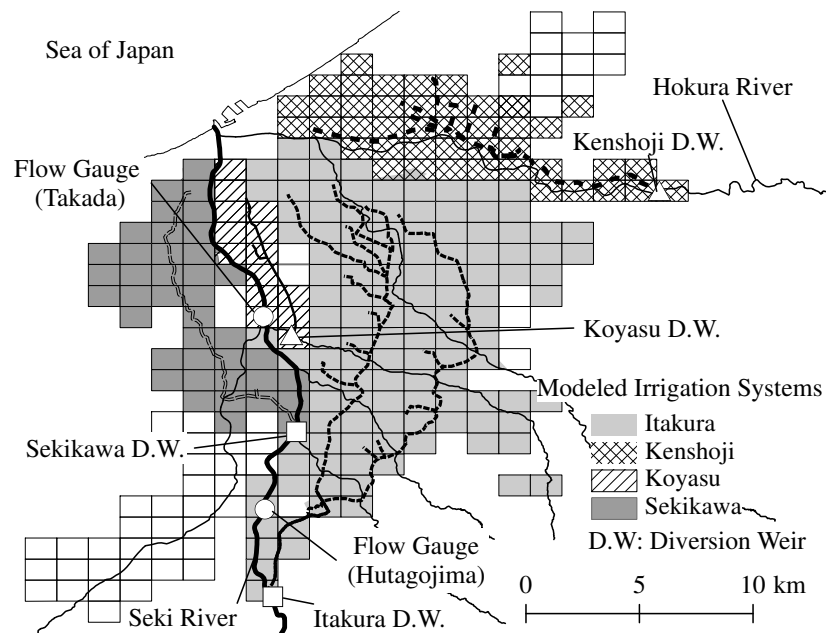 Sea of Japan
Hokura River
Kenshoji D.W.
Flow Gauge
(Takada)
Koyasu D.W.
Modeled Irrigation Systems
Itakura
Kenshoji
Koyasu
Sekikawa
D.W: Diversion Weir
Sekikawa D.W.
Flow Gauge
(Hutagojima)
Seki River
Itakura D.W.
0 5 10 km